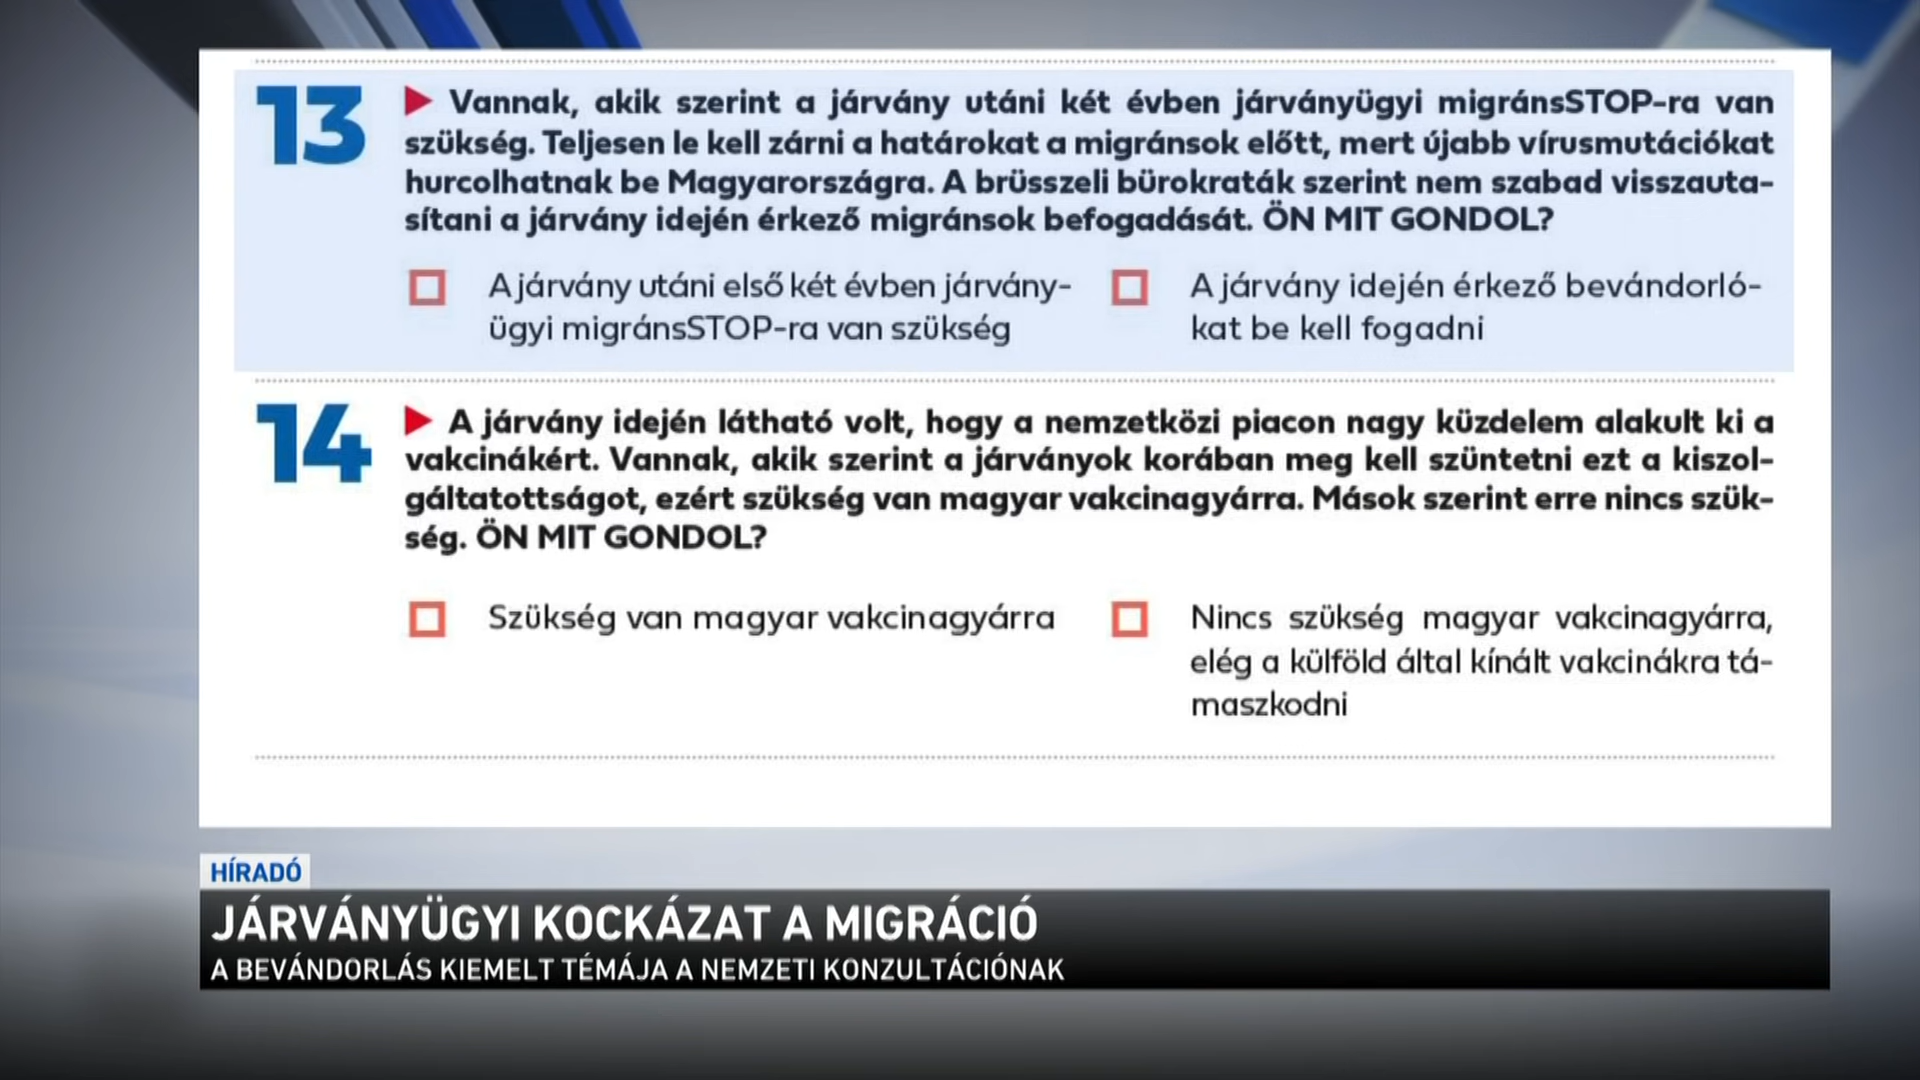 13
▶ Vannak, akik szerint a járvány utáni két évben járványügyi migránsSTOP-ra van
szükség. Teljesen le kell zárni a határokat a migránsok előtt, mert újabb vírusmutációkat
hurcolhatnak be Magyarországra. A brüsszeli bürokraták szerint nem szabad visszauta-
sítani a járvány idején érkező migránsok befogadását. ÖN MIT GONDOL?
A járvány utáni első két évben járvány-
ügyi migránsSTOP-ra van szükség
A járvány idején érkező bevándorló-
kat be kell fogadni
14
▶ A járvány idején látható volt, hogy a nemzetközi piacon nagy küzdelem alakult ki a
vakcinákért. Vannak, akik szerint a járványok korában meg kell szüntetni ezt a kiszol-
gáltatottságot, ezért szükség van magyar vakcinagyárra. Mások szerint erre nincs szük-
ség. ÖN MIT GONDOL?
Szükség van magyar vakcinagyárra
Nincs szükség magyar vakcinagyárra,
elég a külföld által kínált vakcinákra tá-
maszkodni
HÍRADÓ
JÁRVÁNYÜGYI KOCKÁZAT A MIGRÁCIÓ
A BEVÁNDORLÁS KIEMELT TÉMÁJA A NEMZETI KONZULTÁCIÓNAK